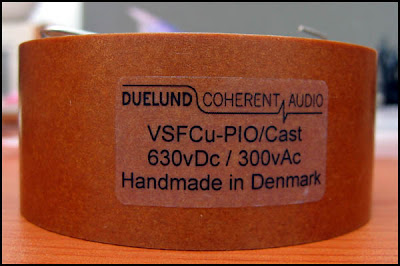 DUELUND COHERENT AUDIO
VSFCu-PIO/Cast
630vDc / 300vAc
Handmade in Denmark